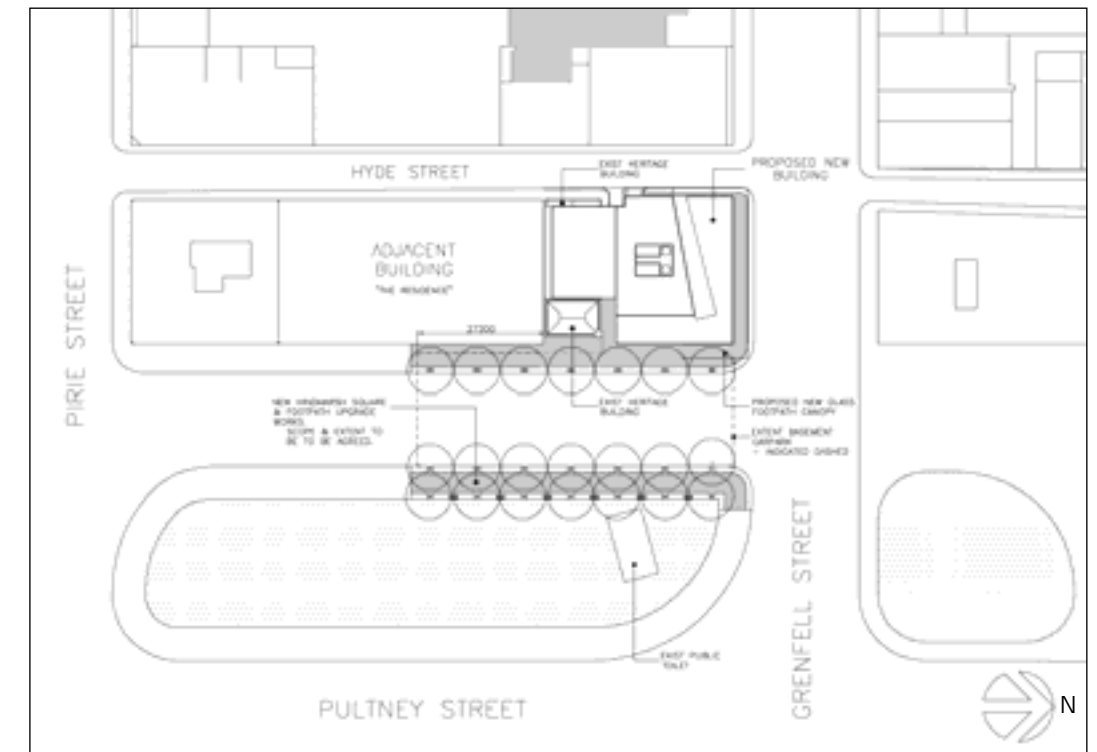 HYDE STREET
EXIST HERITAGE
BUILDING
PROPOSED NEW
BUILDING
ADJACENT
BUILDING
"THE RESIDENCE"
PIRIE STREET
27200
NEW HINDMARSH SQUARE
& FOOTPATH UPGRADE
WORKS.
SCOPE & EXTENT TO
BE TO BE AGREED.
EXIST HERITAGE
BUILDING
PROPOSED NEW GLASS
FOOTPATH CANOPY
EXTENT BASEMENT
CARPARK
- INDICATED DASHED
GRENFELL STREET
EXIST PUBLIC
TOILET
PULTNEY STREET
N